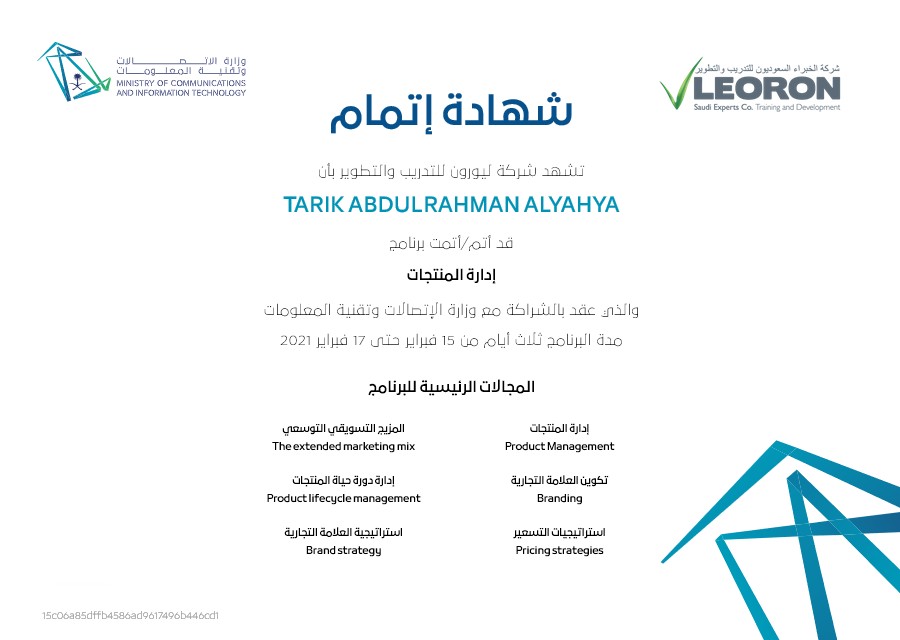 وزارة الاتصالات
وتقنية المعلومات
MINISTRY OF COMMUNICATIONS
AND INFORMATION TECHNOLOGY
شركة الخبراء السعوديون للتدريب والتطوير
LEORON
Saudi Experts Co. Training and Development
شهادة إتمام
تشهد شركة ليورون للتدريب والتطوير بأن
TARIK ABDULRAHMAN ALYAHYA
قد أتم/أتمت برنامج
إدارة المنتجات
والذي عقد بالشراكة مع وزارة الإتصالات وتقنية المعلومات
مدة البرنامج ثلاث أيام من 15 فبراير حتى 17 فبراير 2021
المجالات الرئيسية للبرنامج
إدارة المنتجات
Product Management
المزيج التسويقي التوسعي
The extended marketing mix
تكوين العلامة التجارية
Branding
إدارة دورة حياة المنتجات
Product lifecycle management
استراتيجيات التسعير
Pricing strategies
استراتيجية العلامة التجارية
Brand strategy
15c06a85dffb4586ad9617496b446cd1